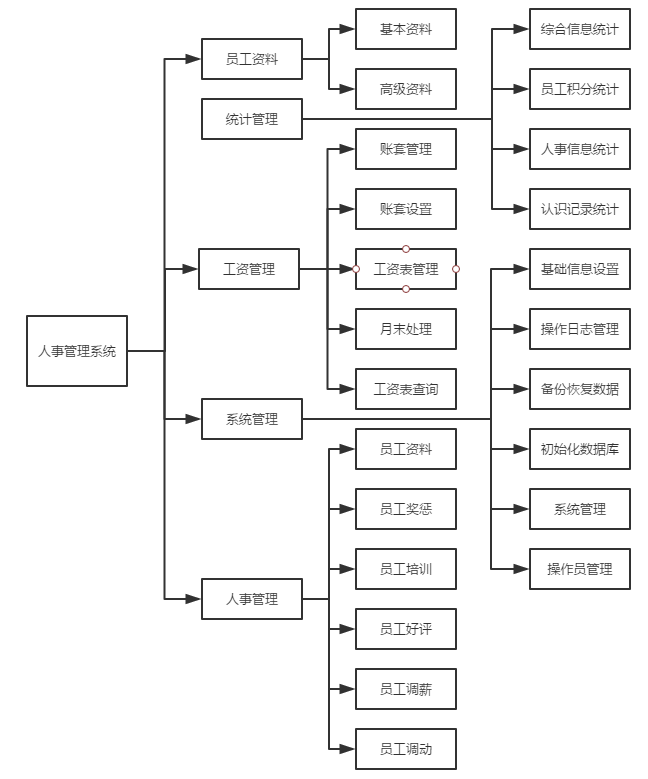 人事管理系统
员工资料
基本资料
高级资料
统计管理
综合信息统计
员工积分统计
人事信息统计
认识记录统计
工资管理
账套管理
账套设置
工资表管理
月末处理
工资表查询
系统管理
基础信息设置
操作日志管理
备份恢复数据
初始化数据库
系统管理
操作员管理
人事管理
员工资料
员工奖惩
员工培训
员工好评
员工调薪
员工调动